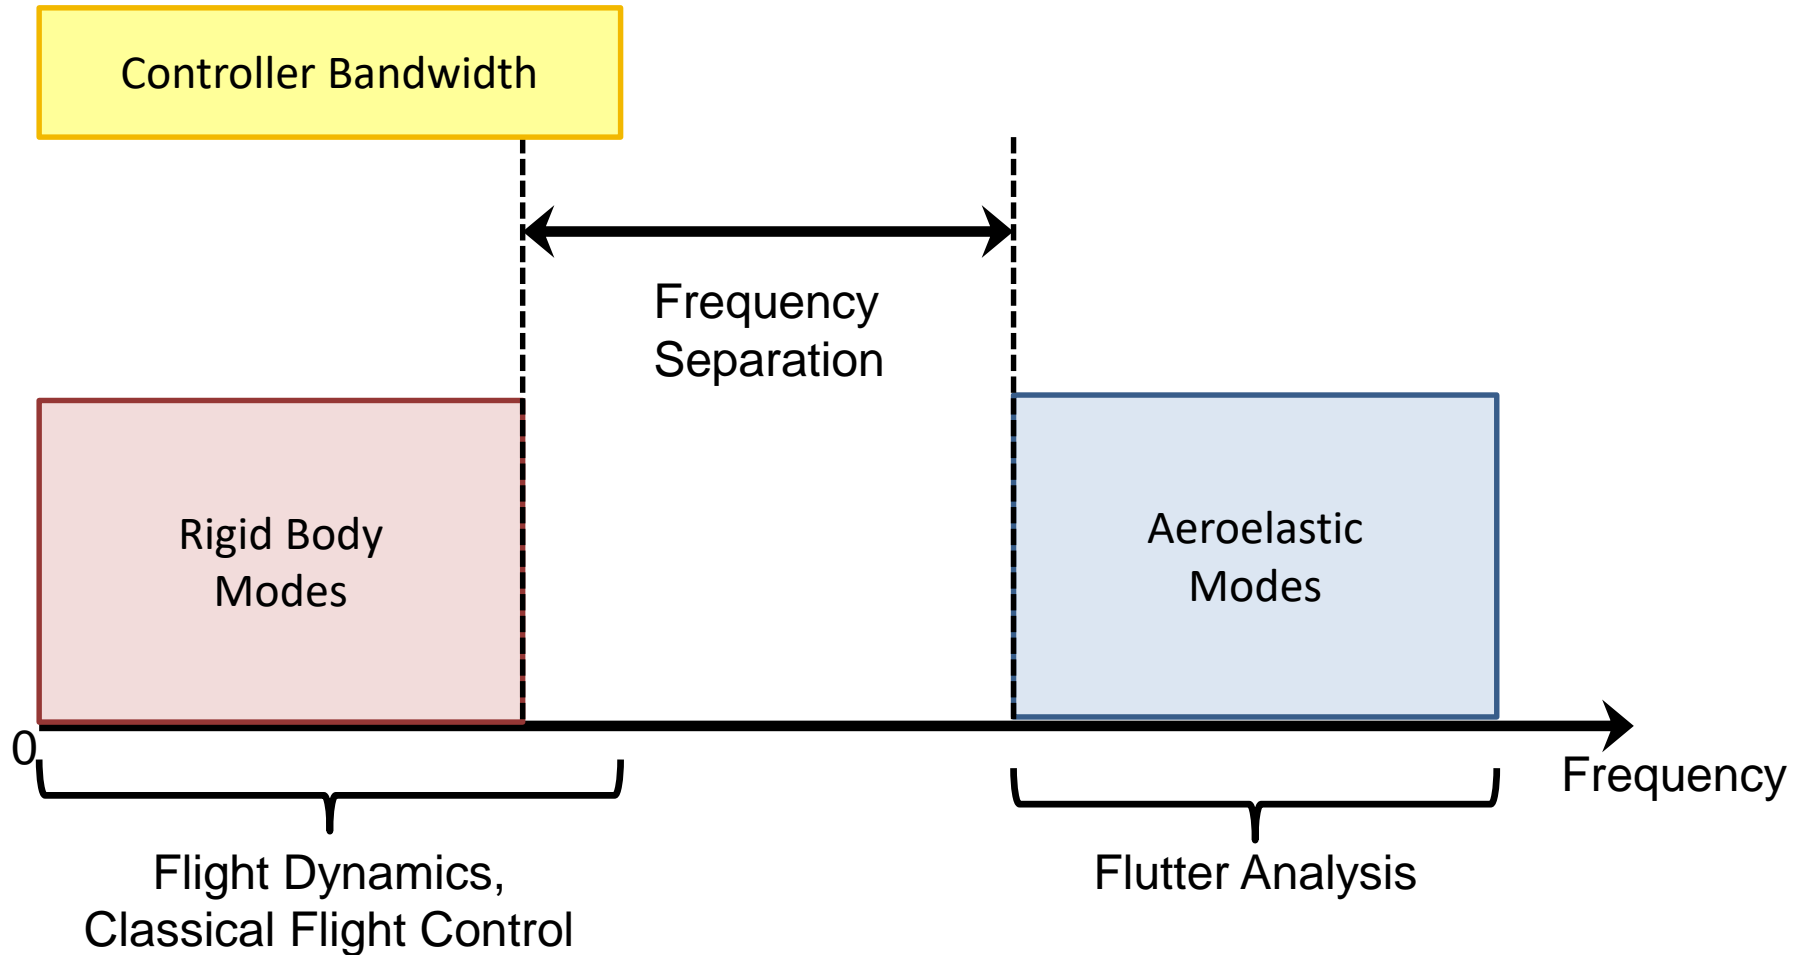 Controller Bandwidth
Frequency
Separation
Rigid Body
Modes
Aeroelastic
Modes
0
Frequency
Flight Dynamics,
Classical Flight Control
Flutter Analysis